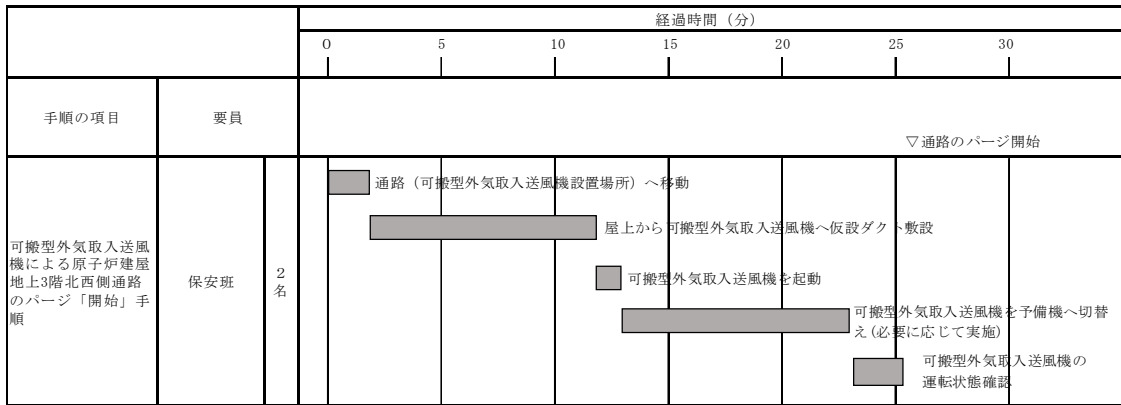 経過時間（分）
0 5 10 15 20 25 30
手順の項目 要員
▽通路のパージ開始
通路（可搬型外気取入送風機設置場所）へ移動
屋上から可搬型外気取入送風機へ仮設ダクト敷設
可搬型外気取入送風機による原子炉建屋地上3階北西側通路のパージ「開始」手順
保安班
2名
可搬型外気取入送風機を起動
可搬型外気取入送風機を予備機へ切替
え(必要に応じて実施)
可搬型外気取入送風機の
運転状態確認